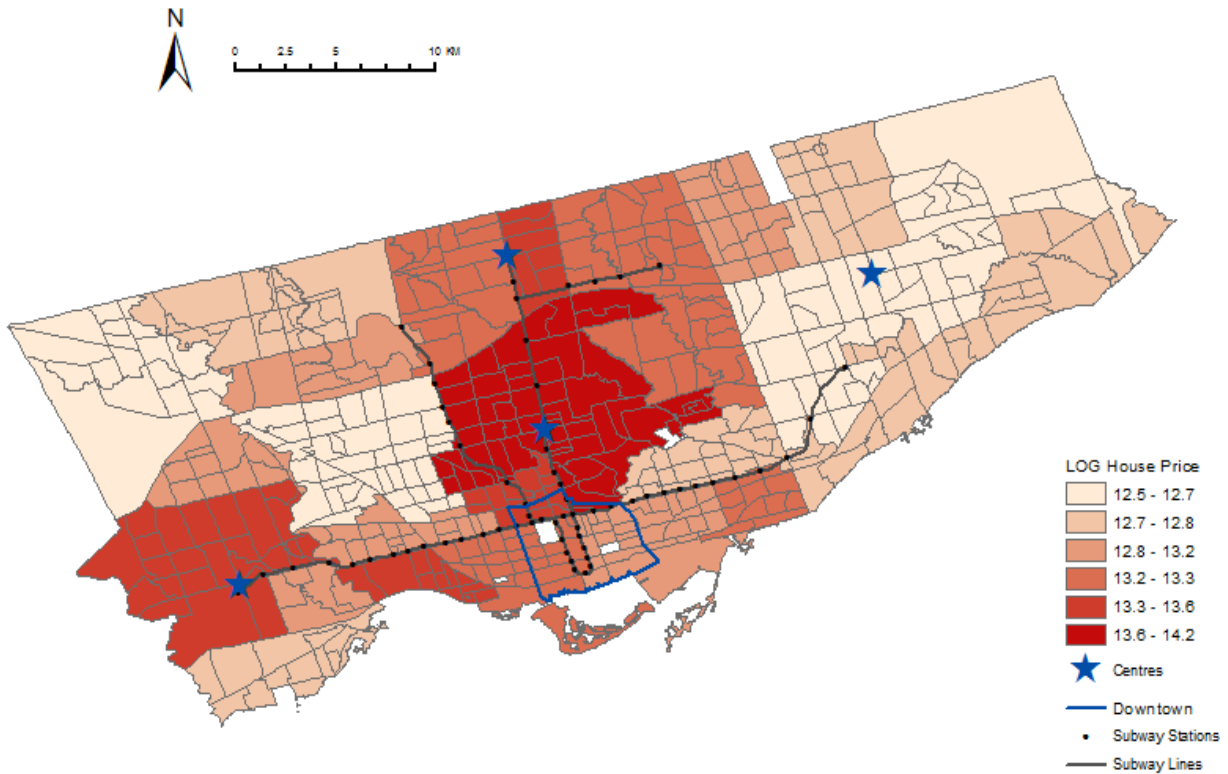 N
0 2.5 5 10 KM
LOG House Price
12.5 - 12.7
12.7 - 12.8
12.8 - 13.2
13.2 - 13.3
13.3 - 13.6
13.6 - 14.2
Centres
Downtown
Subway Stations
Subway Lines